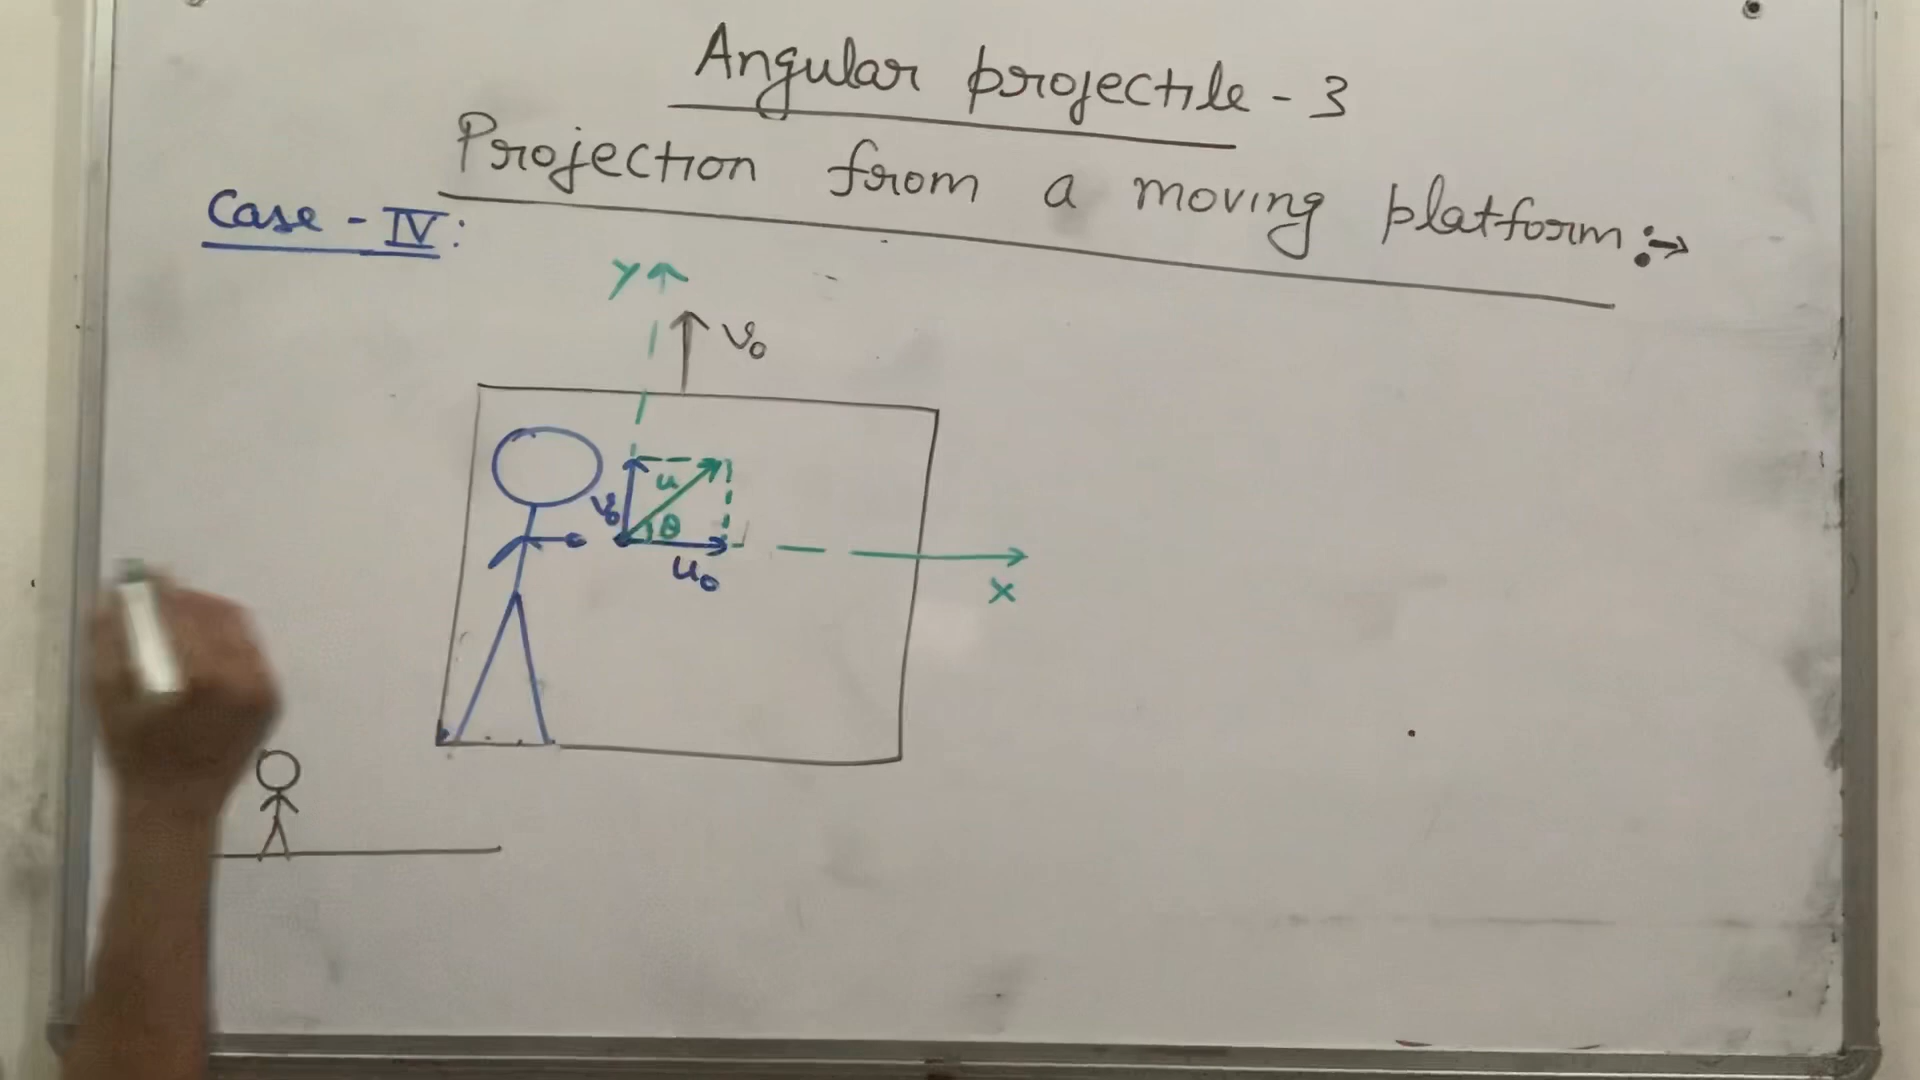 Angular projectile - 3
Projection from a moving platform :→
Case - IV :
y
v₀
u
v₀
θ
u₀
x